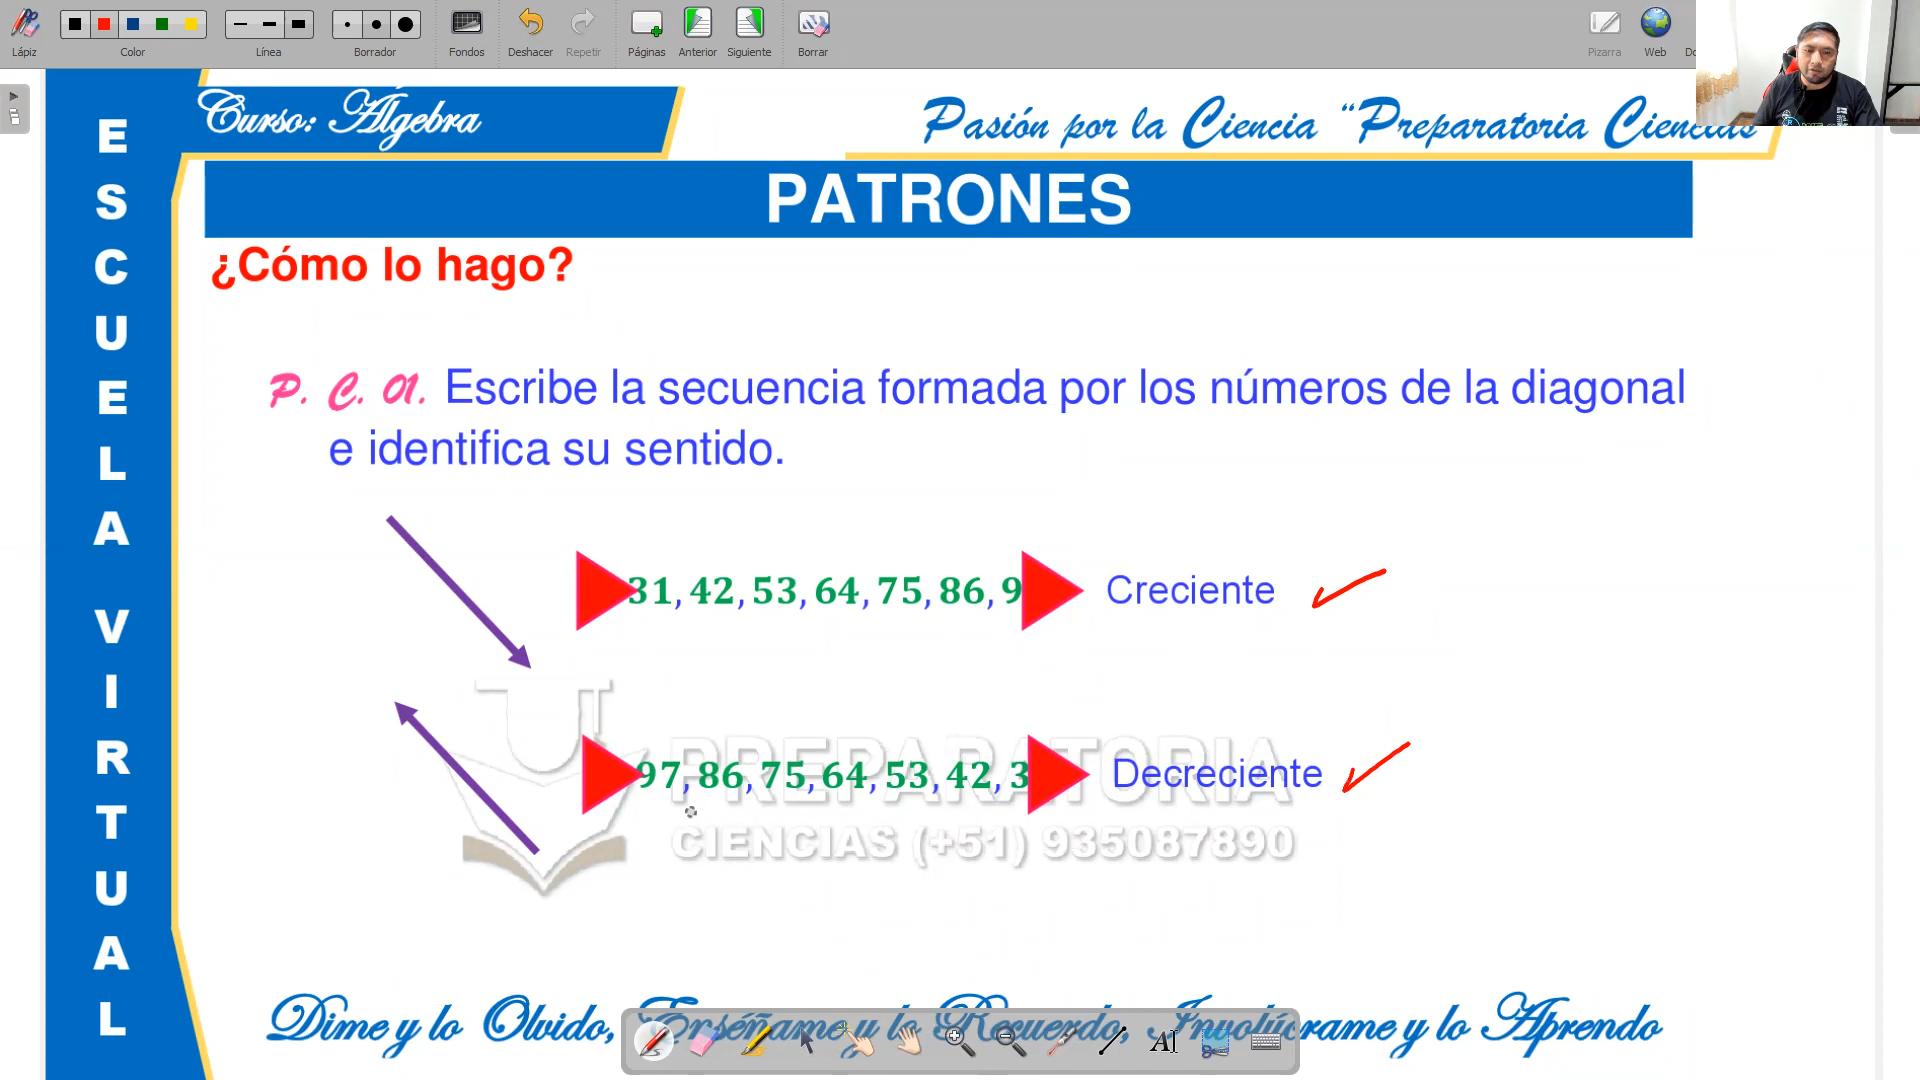 Lápiz
Color
Línea
Borrador
Fondos
Deshacer
Repetir
Páginas
Anterior
Siguiente
Borrar
Pizarra
Web
Curso: Álgebra
Pasión por la Ciencia “Preparatoria Ciencias
PATRONES
¿Cómo lo hago?
P. C. 01. Escribe la secuencia formada por los números de la diagonal
e identifica su sentido.
31, 42, 53, 64, 75, 86, 9
Creciente
97, 86, 75, 64, 53, 42, 3
Decreciente
PREPARATORIA
CIENCIAS (+51) 935087890
Dime y lo Olvido, Enséñame y lo Recuerdo, Involúcrame y lo Aprendo
ESCUELA VIRTUAL